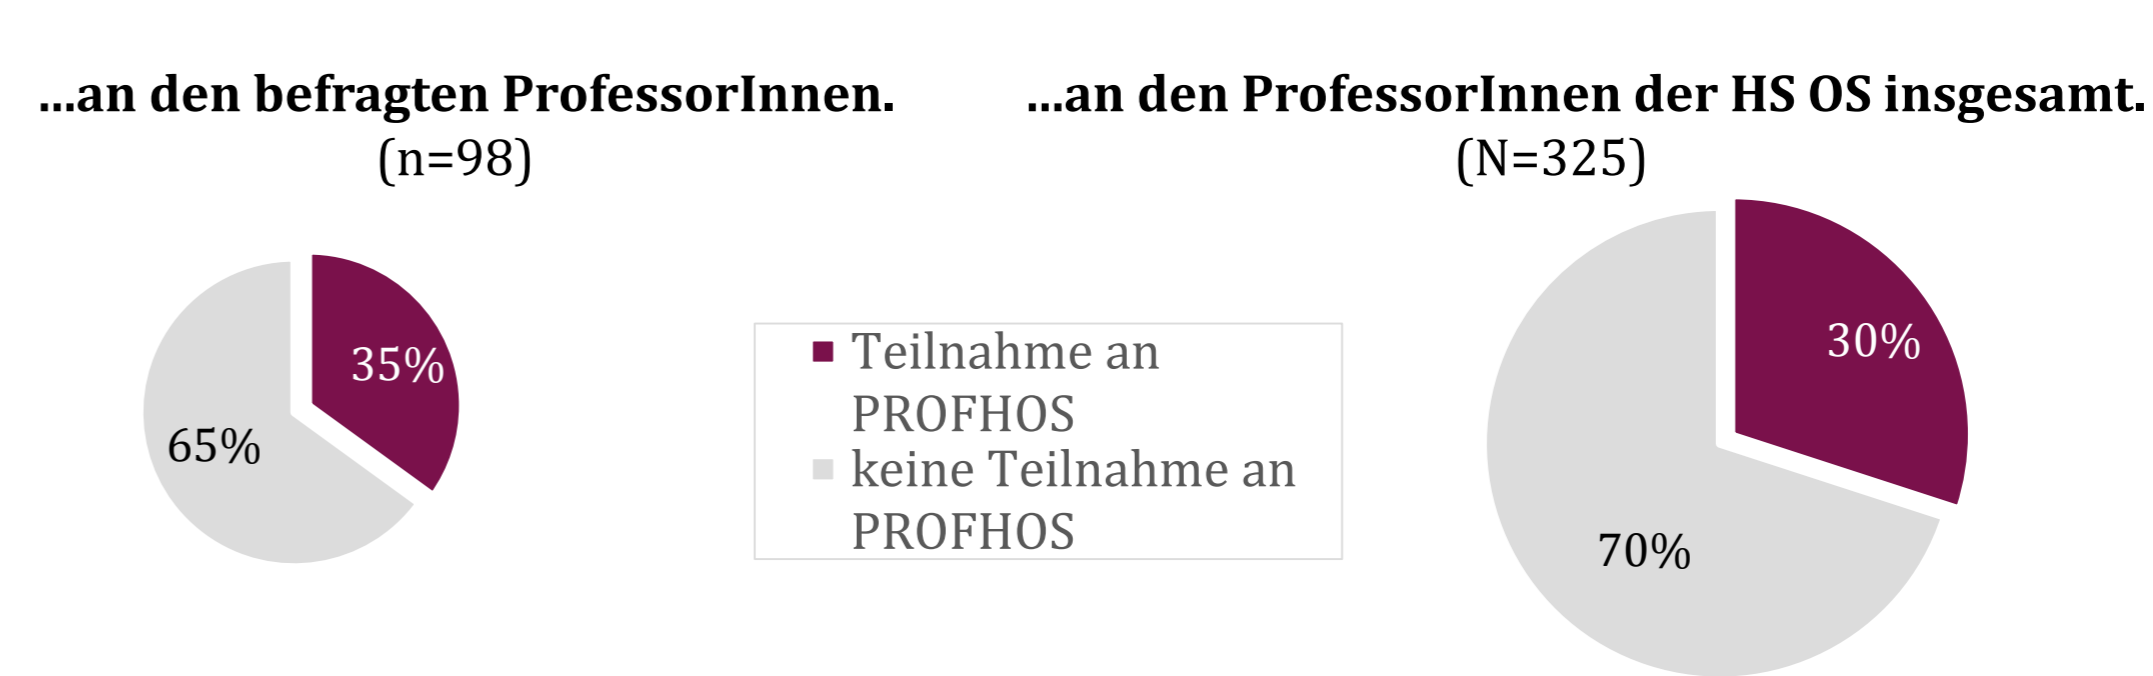 ...an den befragten ProfessorInnen.
(n=98)
...an den ProfessorInnen der HS OS insgesamt.
(N=325)
35%
65%
Teilnahme an
PROFHOS
keine Teilnahme an
PROFHOS
30%
70%